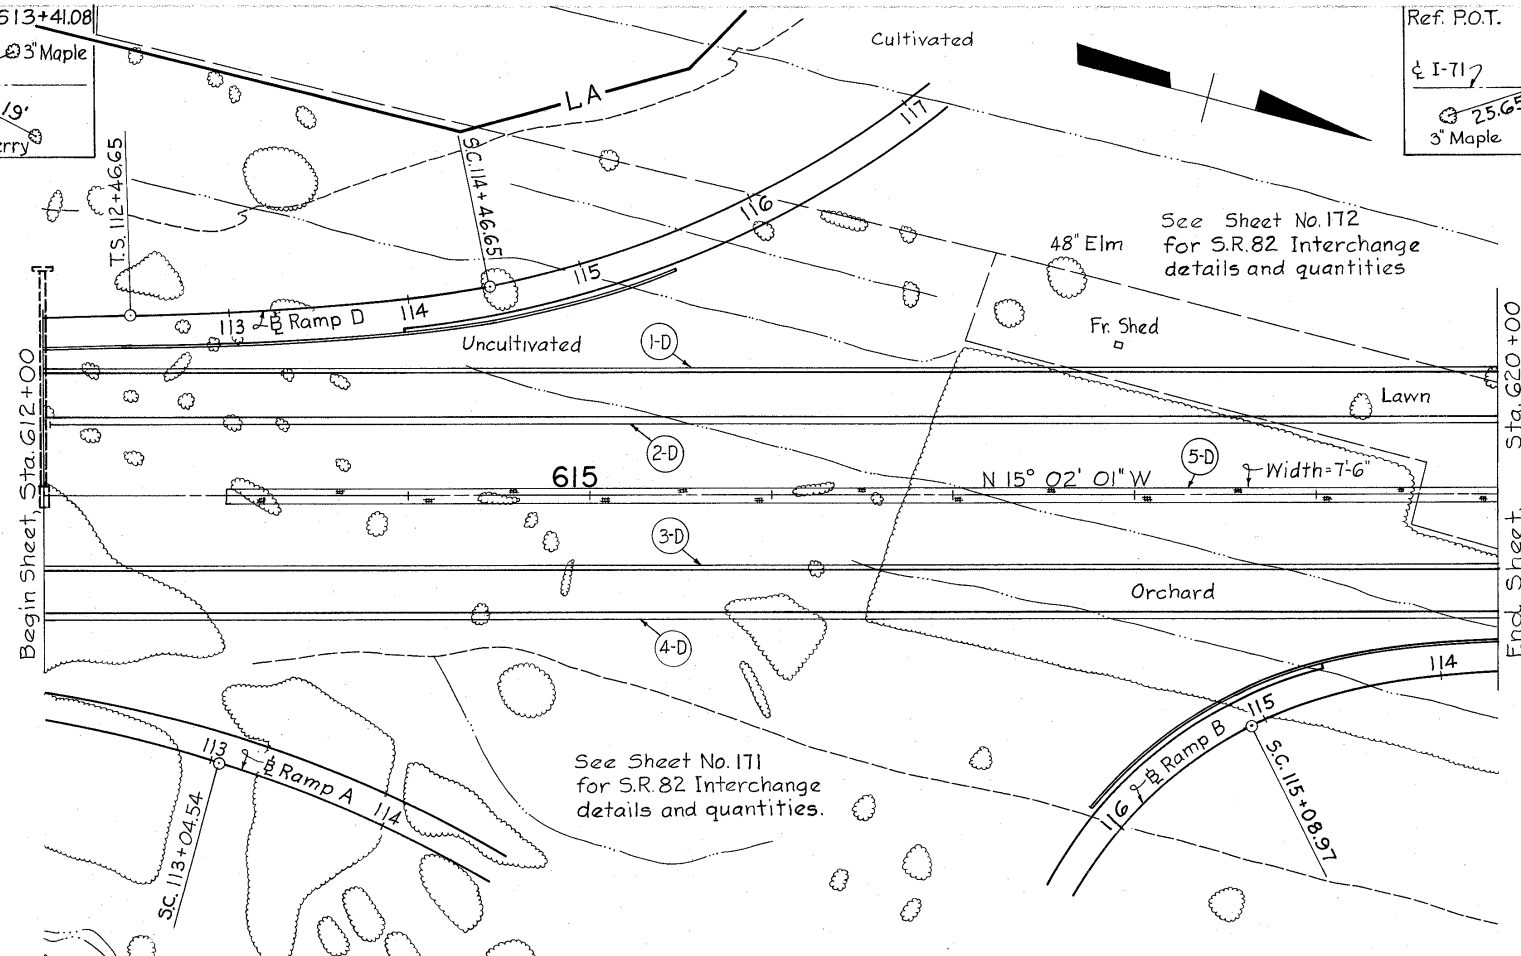 613+41.08
3" Maple
19'
erry
Cultivated
Ref. P.O.T.
℄ I-71
25.65
3" Maple
LA
T.S. 112+46.65
S.C. 114+46.65
117
116
115
114
113
℄ Ramp D
48" Elm
See Sheet No. 172
for S.R. 82 Interchange
details and quantities
Fr. Shed
Uncultivated
1-D
Lawn
2-D
615
N 15° 02' 01" W
5-D
Width=7'-6"
3-D
Orchard
4-D
Begin Sheet, Sta. 612+00
End Sheet, Sta. 620+00
113
℄ Ramp A
114
S.C. 113+04.54
See Sheet No. 171
for S.R. 82 Interchange
details and quantities.
114
115
℄ Ramp B
116
S.C. 115+08.97